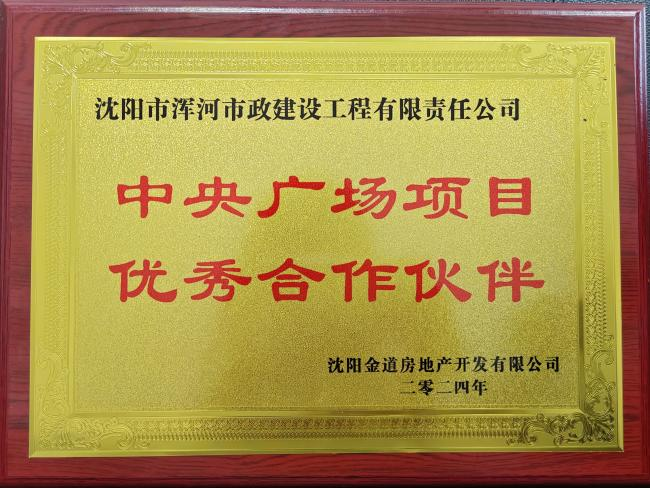 沈阳市浑河市政建设工程有限责任公司
中央广场项目
优秀合作伙伴
沈阳金道房地产开发有限公司
二零二四年